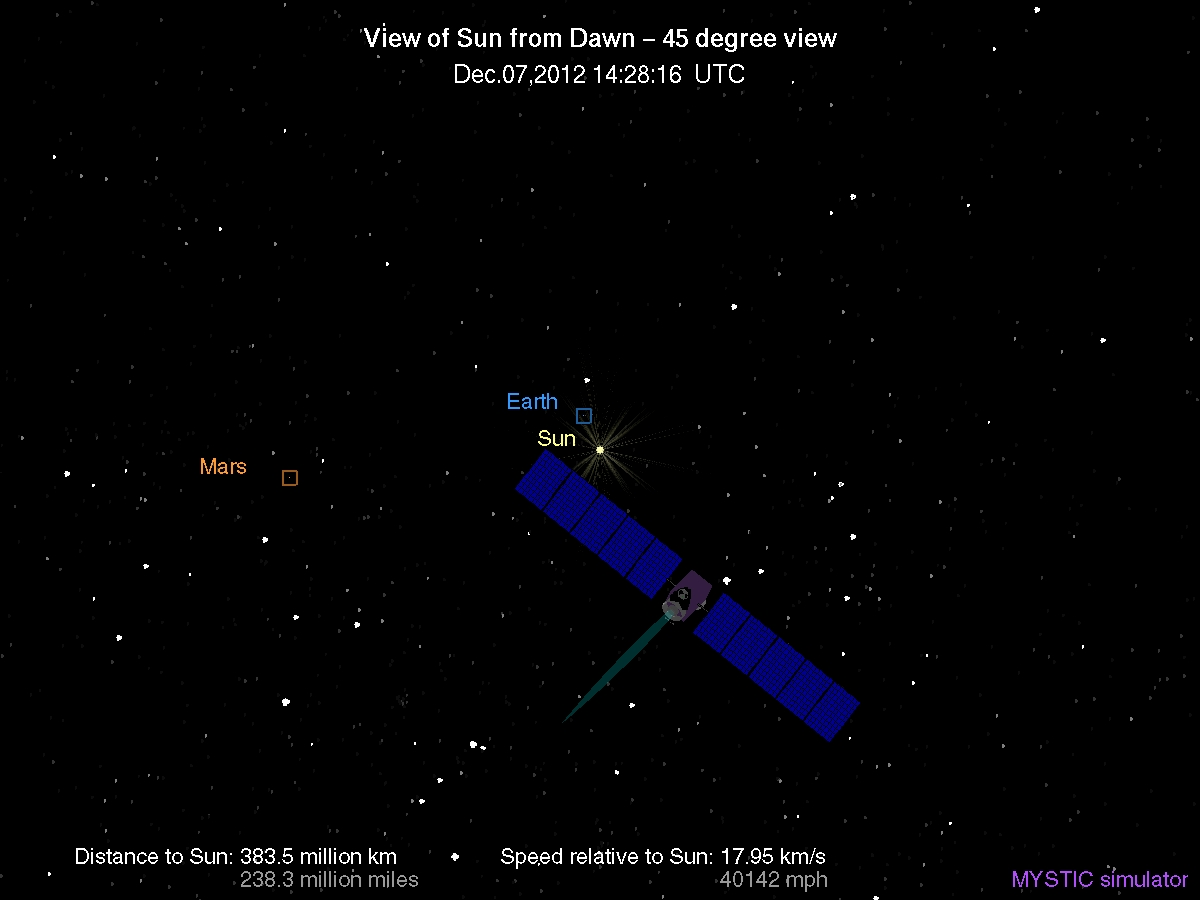 View of Sun from Dawn – 45 degree view
Dec.07,2012 14:28:16 UTC
Earth
Sun
Mars
Distance to Sun: 383.5 million km
238.3 million miles
Speed relative to Sun: 17.95 km/s
40142 mph
MYSTIC simulator